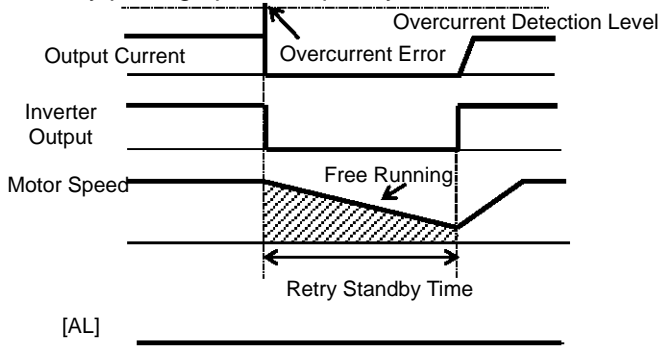 Overcurrent Detection Level
Output Current
Overcurrent Error
Inverter
Output
Motor Speed
Free Running
Retry Standby Time
[AL]